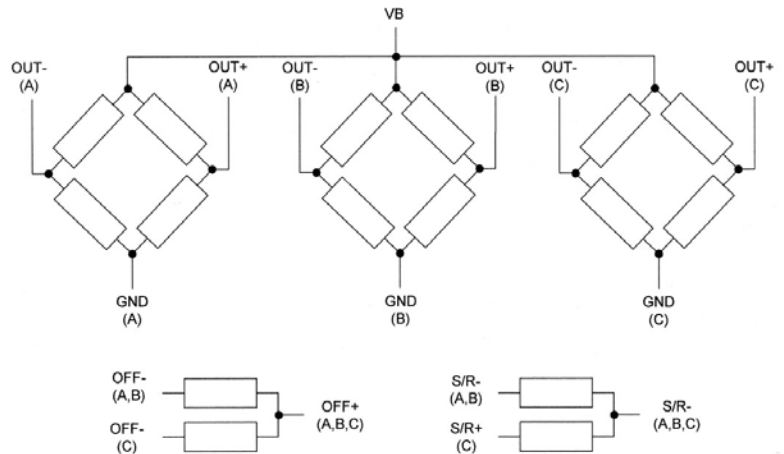 VB
OUT-
(A)
OUT+
(A)
OUT-
(B)
OUT+
(B)
OUT-
(C)
OUT+
(C)
GND
(A)
GND
(B)
GND
(C)
OFF-
(A,B)
OFF-
(C)
OFF+
(A,B,C)
S/R-
(A,B)
S/R+
(C)
S/R-
(A,B,C)